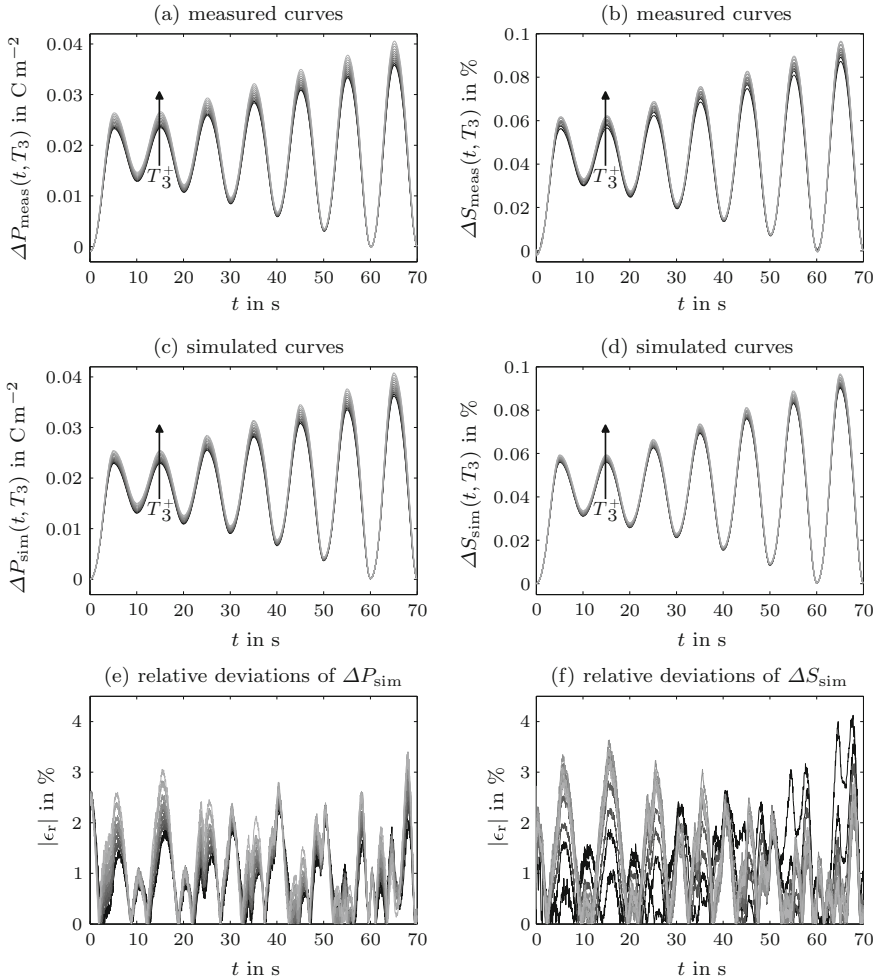 (a) measured curves
(b) measured curves
ΔP_meas(t, T_3) in C m^−2
0.04
0.03
0.02
0.01
0
T_3^+
0 10 20 30 40 50 60 70
t in s
ΔS_meas(t, T_3) in %
0.1
0.08
0.06
0.04
0.02
0
T_3^+
0 10 20 30 40 50 60 70
t in s
(c) simulated curves
(d) simulated curves
ΔP_sim(t, T_3) in C m^−2
0.04
0.03
0.02
0.01
0
T_3^+
0 10 20 30 40 50 60 70
t in s
ΔS_sim(t, T_3) in %
0.1
0.08
0.06
0.04
0.02
0
T_3^+
0 10 20 30 40 50 60 70
t in s
(e) relative deviations of ΔP_sim
(f) relative deviations of ΔS_sim
|ϵ_r| in %
4
3
2
1
0
0 10 20 30 40 50 60 70
t in s
|ϵ_r| in %
4
3
2
1
0
0 10 20 30 40 50 60 70
t in s